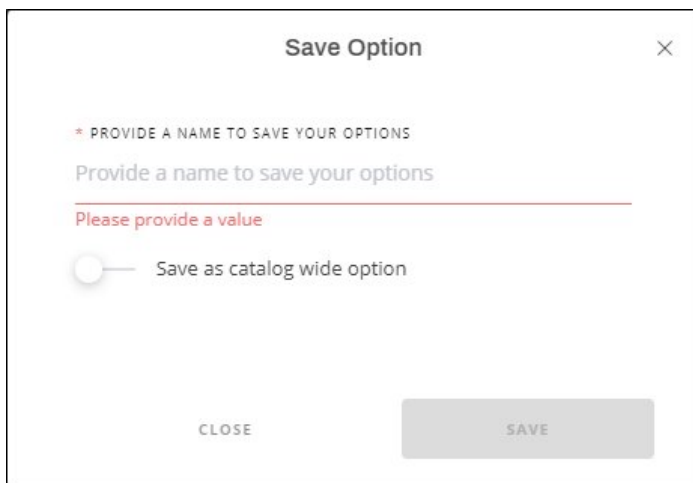 Save Option
* PROVIDE A NAME TO SAVE YOUR OPTIONS
Provide a name to save your options
Please provide a value
Save as catalog wide option
CLOSE
SAVE